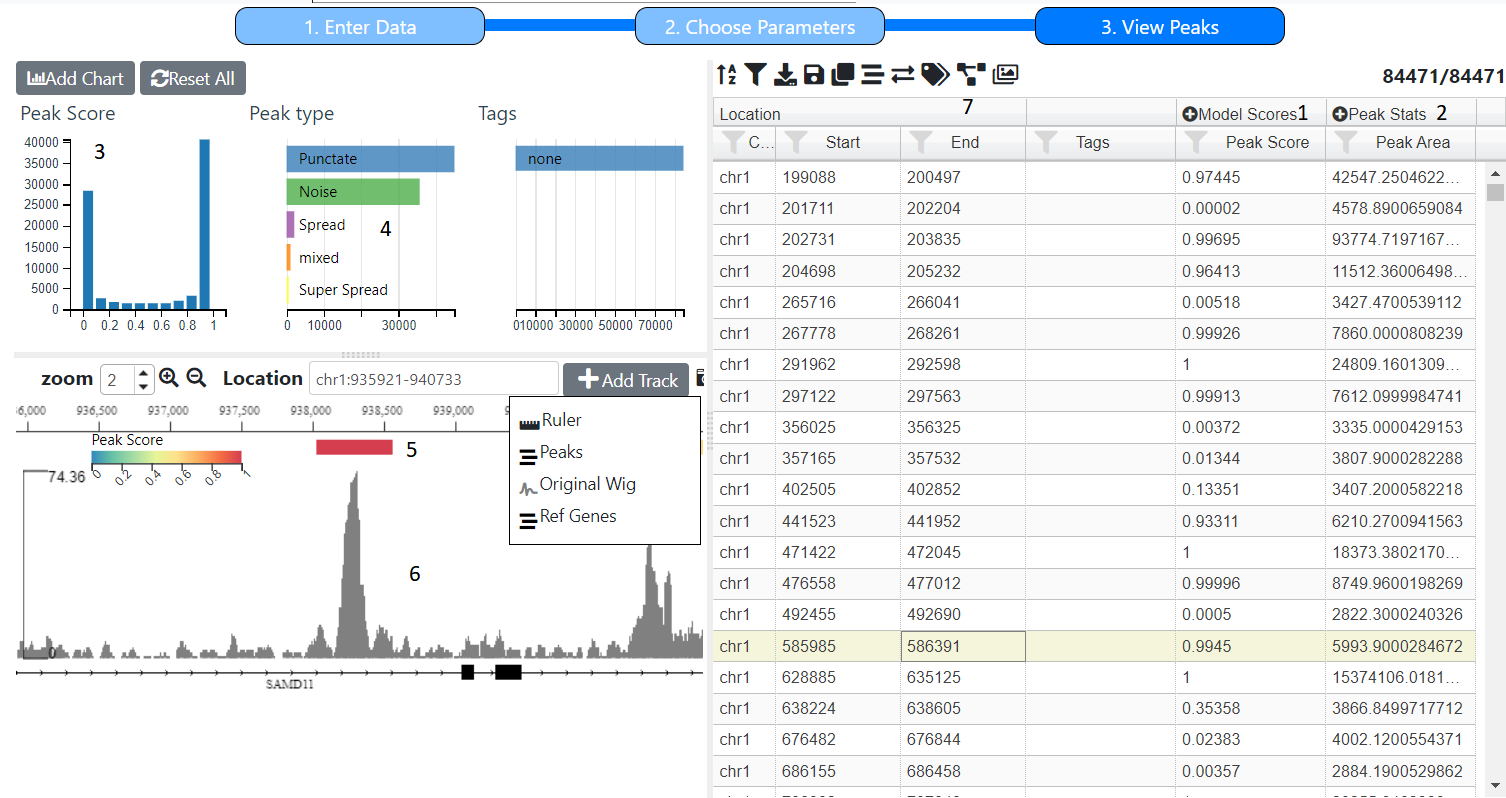 1. Enter Data
2. Choose Parameters
3. View Peaks
Add Chart
Reset All
84471/84471
Peak Score
3
40000
35000
30000
25000
20000
15000
10000
5000
0
0 0.2 0.4 0.6 0.8 1
Peak type
Punctate
Noise
Spread
4
mixed
Super Spread
0 10000 30000
Tags
none
0 10000 30000 50000 70000
zoom 2 Location chr1:935921-940733 Add Track
936,500 937,000 937,500 938,000 938,500 939,000
Ruler
Peaks
Original Wig
Ref Genes
Peak Score
0 0.2 0.4 0.6 0.8 1
5
74.36
6
0
SAMD11
Location 7 Model Scores 1 Peak Stats 2
C... Start End Tags Peak Score Peak Area
chr1 199088 200497 0.97445 42547.2504622...
chr1 201711 202204 0.00002 4578.8900659084
chr1 202731 203835 0.99695 93774.7197167...
chr1 204698 205232 0.96413 11512.36006498...
chr1 265716 266041 0.00518 3427.4700539112
chr1 267778 268261 0.99926 7860.0000808239
chr1 291962 292598 1 24809.1601309...
chr1 297122 297563 0.99913 7612.0999984741
chr1 356025 356325 0.00372 3335.0000429153
chr1 357165 357532 0.01344 3807.9000282288
chr1 402505 402852 0.13351 3407.2000582218
chr1 441523 441952 0.93311 6210.2700941563
chr1 471422 472045 1 18373.3802170...
chr1 476558 477012 0.99996 8749.9600198269
chr1 492455 492690 0.0005 2822.3000240326
chr1 585985 586391 0.9945 5993.9000284672
chr1 628885 635125 1 15374106.0181...
chr1 638224 638605 0.35358 3866.8499717712
chr1 676482 676844 0.02383 4002.1200554371
chr1 686155 686458 0.00357 2884.1900529862